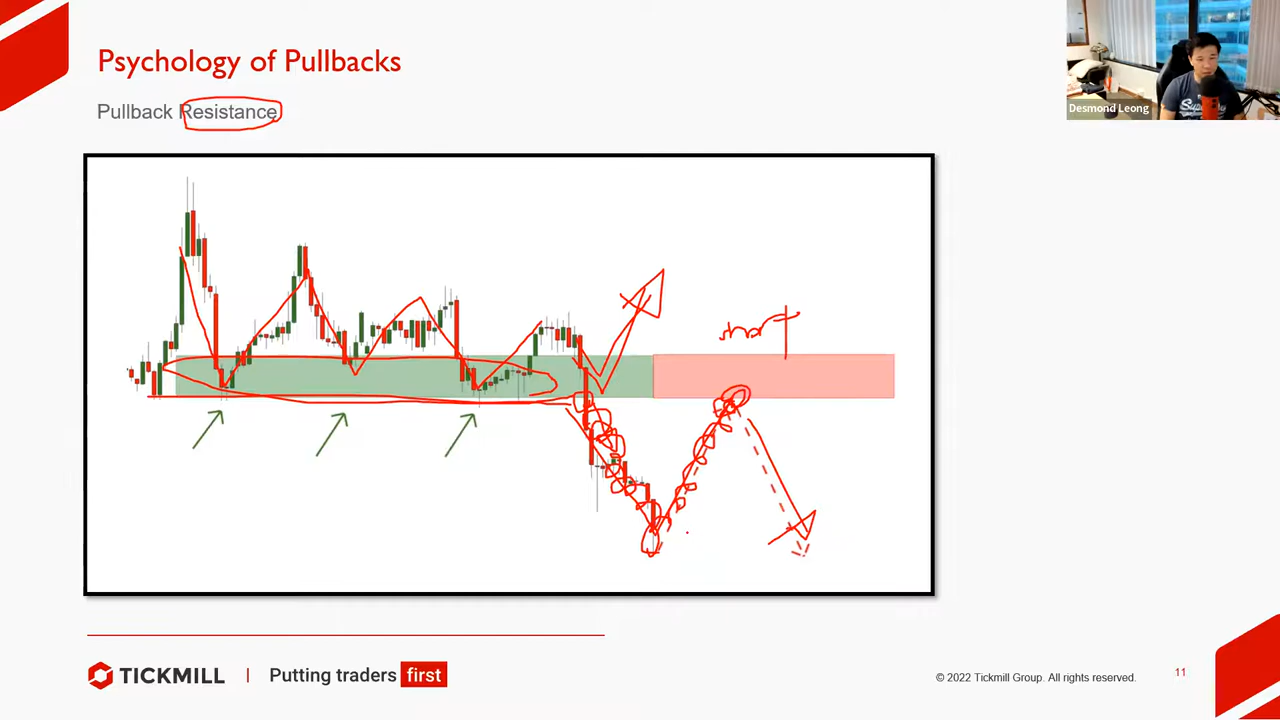 Psychology of Pullbacks
Pullback Resistance
Desmond Leong
short
TICKMILL
Putting traders first
© 2022 Tickmill Group. All rights reserved.
11